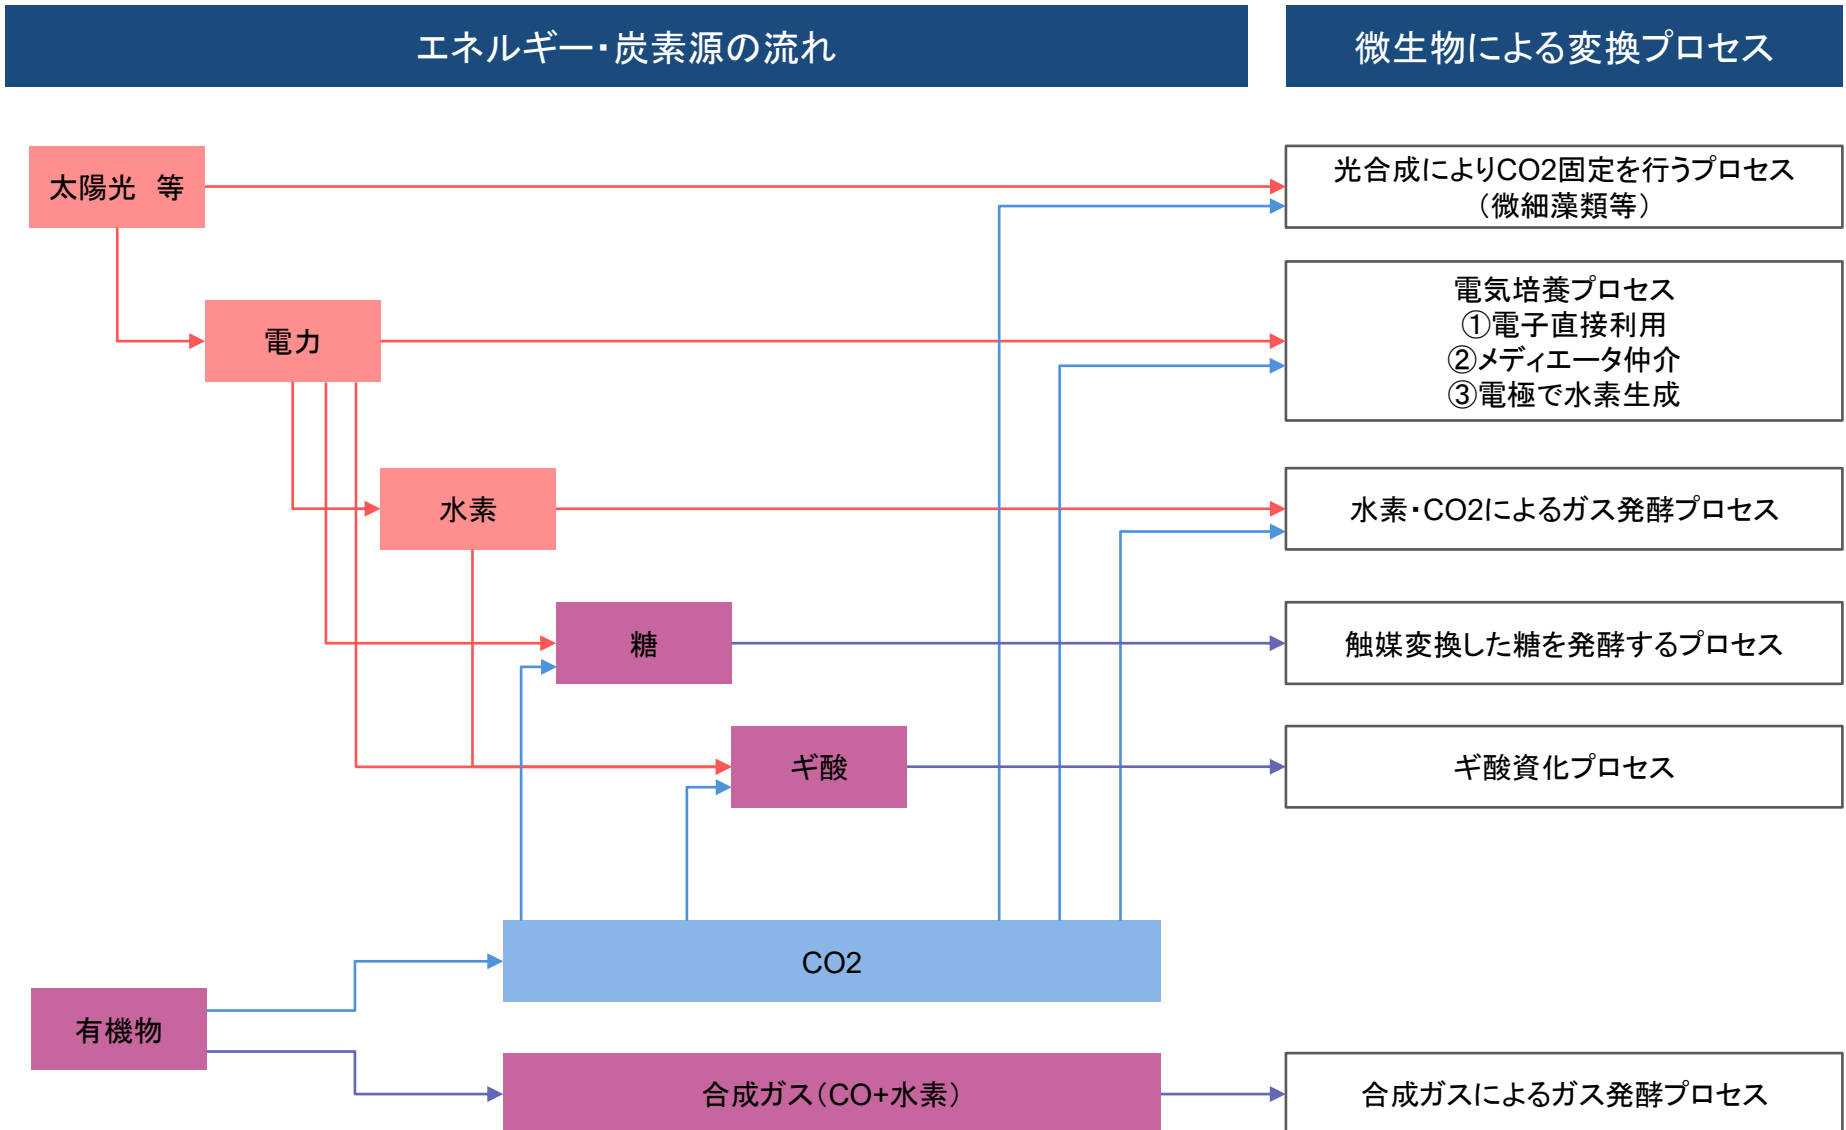 エネルギー・炭素源の流れ
微生物による変換プロセス
太陽光　等
光合成によりCO2固定を行うプロセス
（微細藻類等）
電力
電気培養プロセス
①電子直接利用
②メディエータ仲介
③電極で水素生成
水素
水素・CO2によるガス発酵プロセス
糖
触媒変換した糖を発酵するプロセス
ギ酸
ギ酸資化プロセス
CO2
有機物
合成ガス（CO+水素）
合成ガスによるガス発酵プロセス